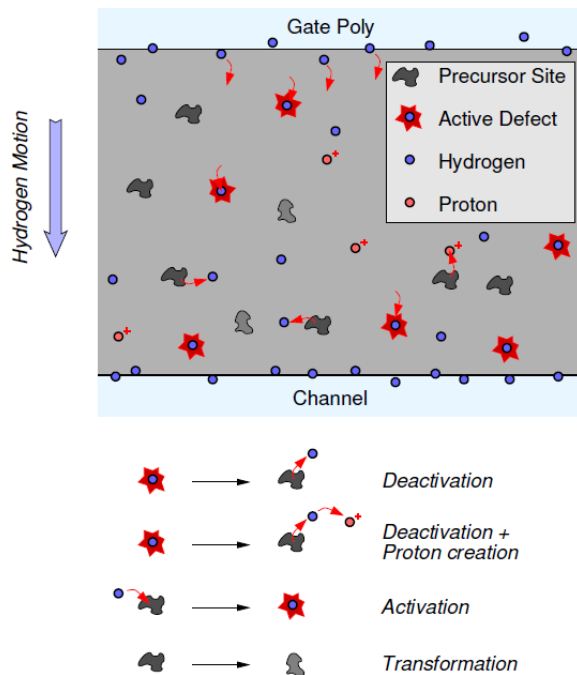 Gate Poly
Precursor Site
Active Defect
Hydrogen
Proton
Hydrogen Motion
+
+
+
+
Channel
Deactivation
+
Deactivation +
Proton creation
Activation
Transformation